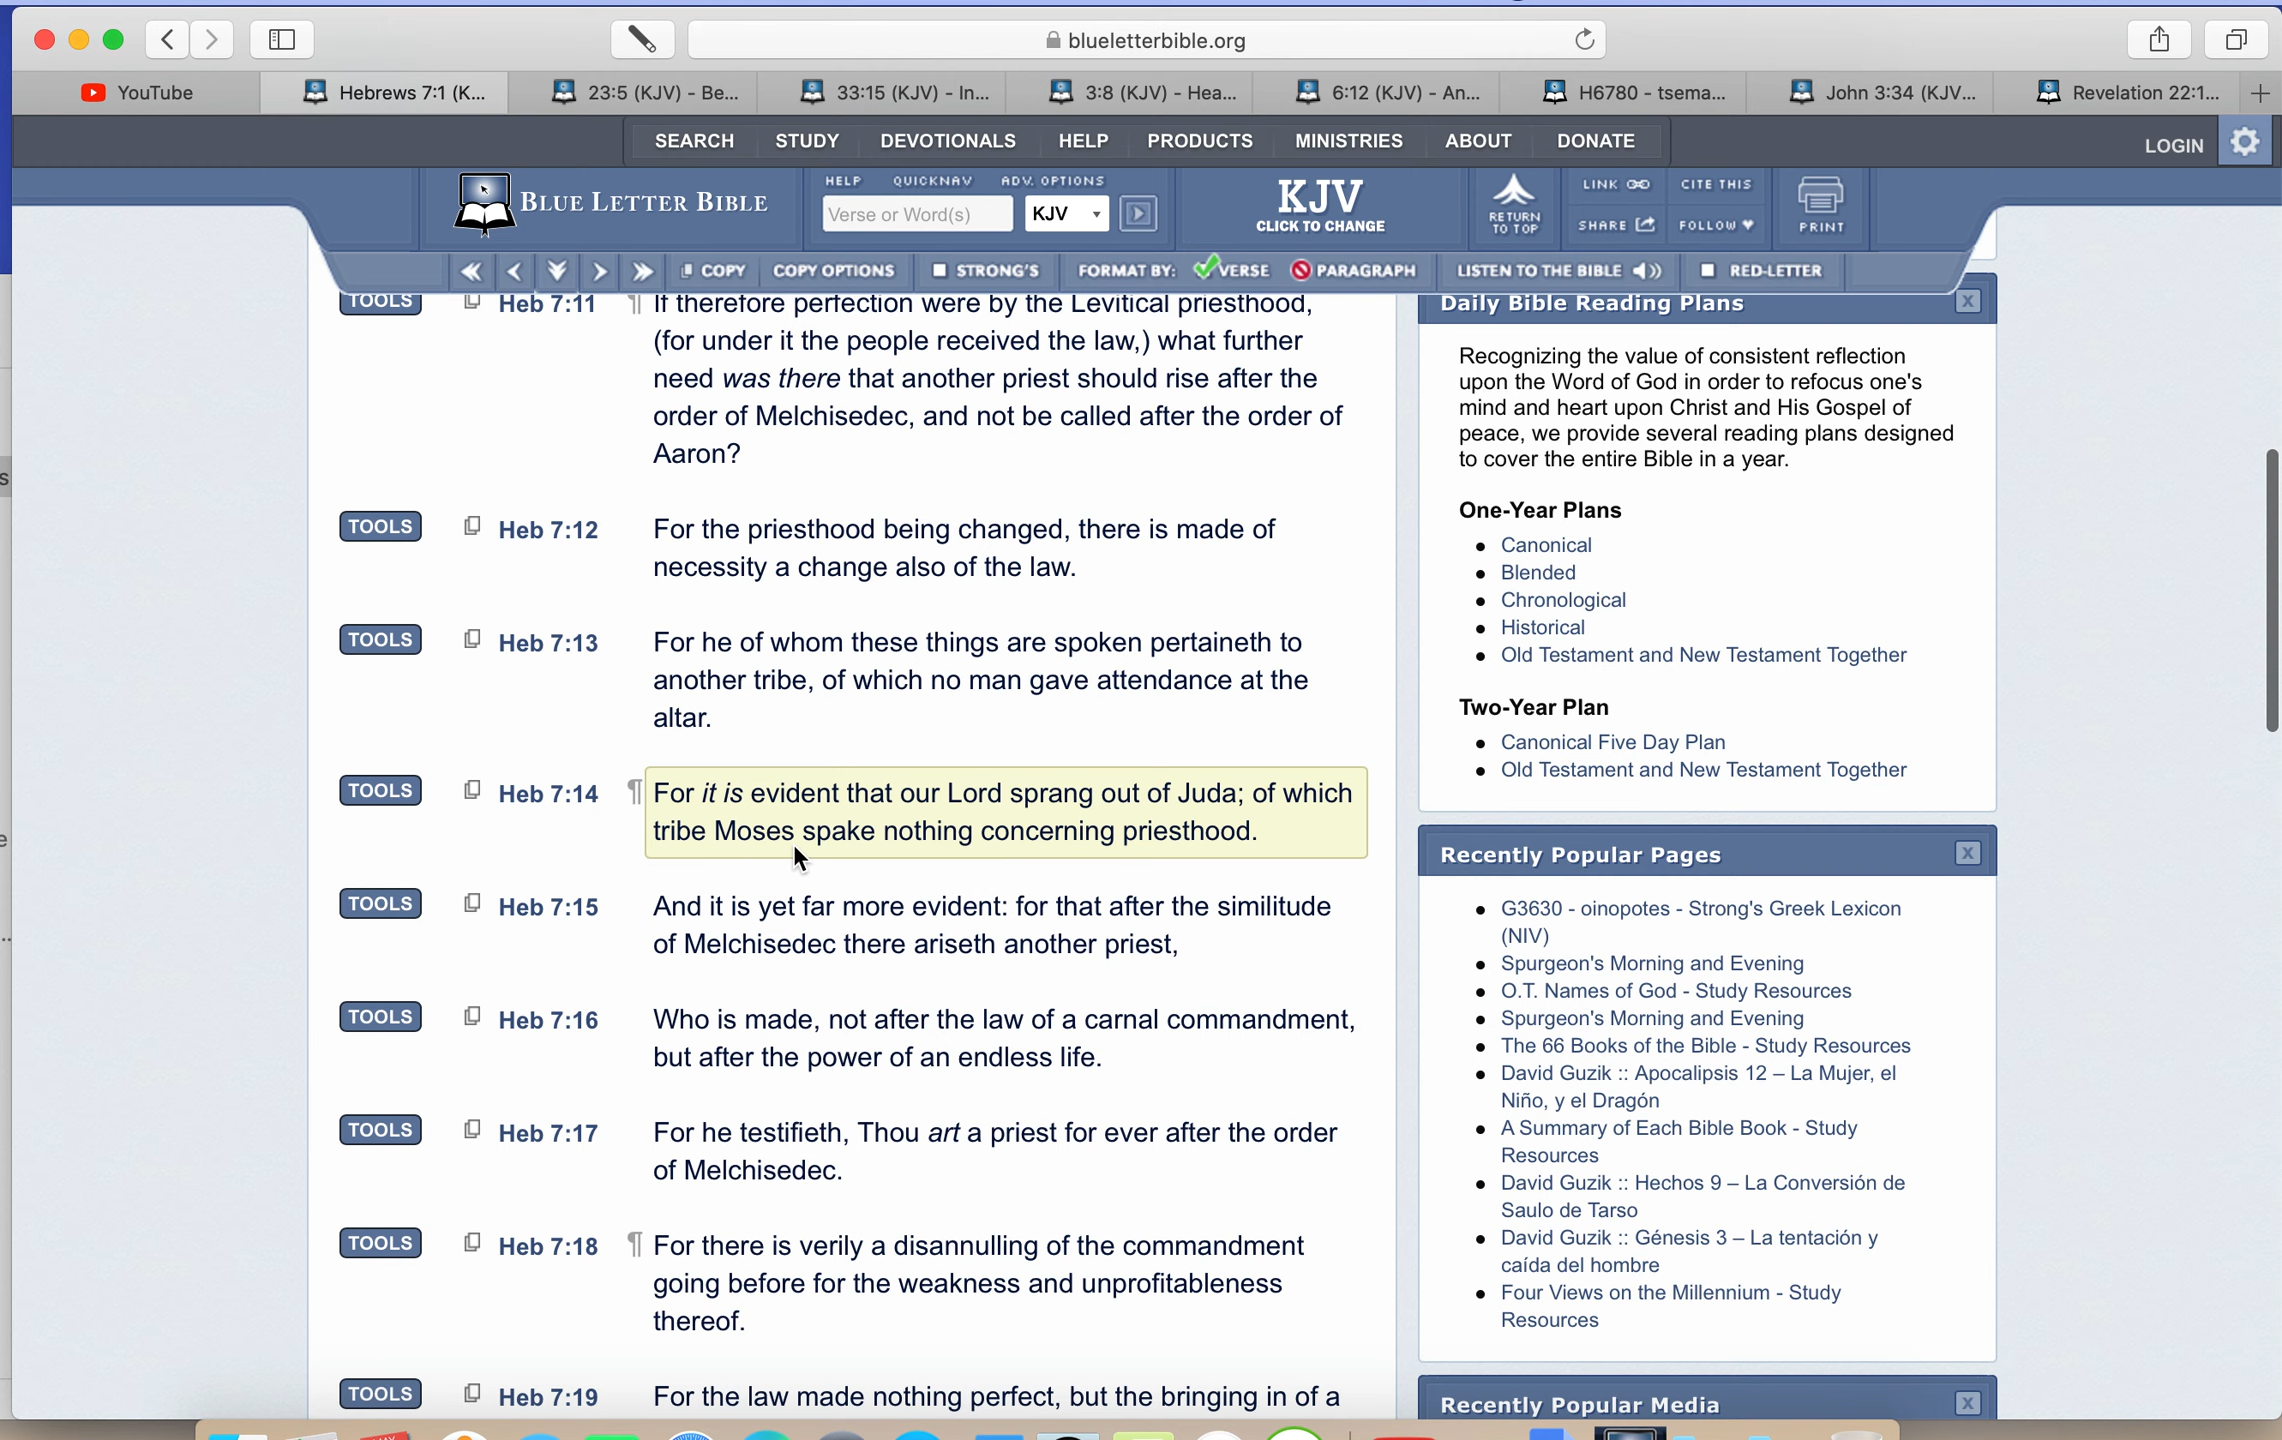 blueletterbible.org
YouTube
Hebrews 7:1 (K...
23:5 (KJV) - Be...
33:15 (KJV) - In...
3:8 (KJV) - Hea...
6:12 (KJV) - An...
H6780 - tsema...
John 3:34 (KJV...
Revelation 22:1...
SEARCH STUDY DEVOTIONALS HELP PRODUCTS MINISTRIES ABOUT DONATE
LOGIN
BLUE LETTER BIBLE
HELP QUICKNAV ADV. OPTIONS
Verse or Word(s)
KJV
KJV
CLICK TO CHANGE
RETURN
TO TOP
LINK
CITE THIS
SHARE
FOLLOW
PRINT
COPY COPY OPTIONS STRONG'S FORMAT BY: VERSE PARAGRAPH LISTEN TO THE BIBLE RED-LETTER
TOOLS Heb 7:11 ¶ If therefore perfection were by the Levitical priesthood,
(for under it the people received the law,) what further
need was there that another priest should rise after the
order of Melchisedec, and not be called after the order of
Aaron?
TOOLS Heb 7:12 For the priesthood being changed, there is made of
necessity a change also of the law.
TOOLS Heb 7:13 For he of whom these things are spoken pertaineth to
another tribe, of which no man gave attendance at the
altar.
TOOLS Heb 7:14 ¶ For it is evident that our Lord sprang out of Juda; of which
tribe Moses spake nothing concerning priesthood.
TOOLS Heb 7:15 And it is yet far more evident: for that after the similitude
of Melchisedec there ariseth another priest,
TOOLS Heb 7:16 Who is made, not after the law of a carnal commandment,
but after the power of an endless life.
TOOLS Heb 7:17 For he testifieth, Thou art a priest for ever after the order
of Melchisedec.
TOOLS Heb 7:18 ¶ For there is verily a disannulling of the commandment
going before for the weakness and unprofitableness
thereof.
TOOLS Heb 7:19 For the law made nothing perfect, but the bringing in of a
Daily Bible Reading Plans
x
Recognizing the value of consistent reflection
upon the Word of God in order to refocus one's
mind and heart upon Christ and His Gospel of
peace, we provide several reading plans designed
to cover the entire Bible in a year.
One-Year Plans
• Canonical
• Blended
• Chronological
• Historical
• Old Testament and New Testament Together
Two-Year Plan
• Canonical Five Day Plan
• Old Testament and New Testament Together
Recently Popular Pages
x
• G3630 - oinopotes - Strong's Greek Lexicon
(NIV)
• Spurgeon's Morning and Evening
• O.T. Names of God - Study Resources
• Spurgeon's Morning and Evening
• The 66 Books of the Bible - Study Resources
• David Guzik :: Apocalipsis 12 – La Mujer, el
Niño, y el Dragón
• A Summary of Each Bible Book - Study
Resources
• David Guzik :: Hechos 9 – La Conversión de
Saulo de Tarso
• David Guzik :: Génesis 3 – La tentación y
caída del hombre
• Four Views on the Millennium - Study
Resources
Recently Popular Media
x